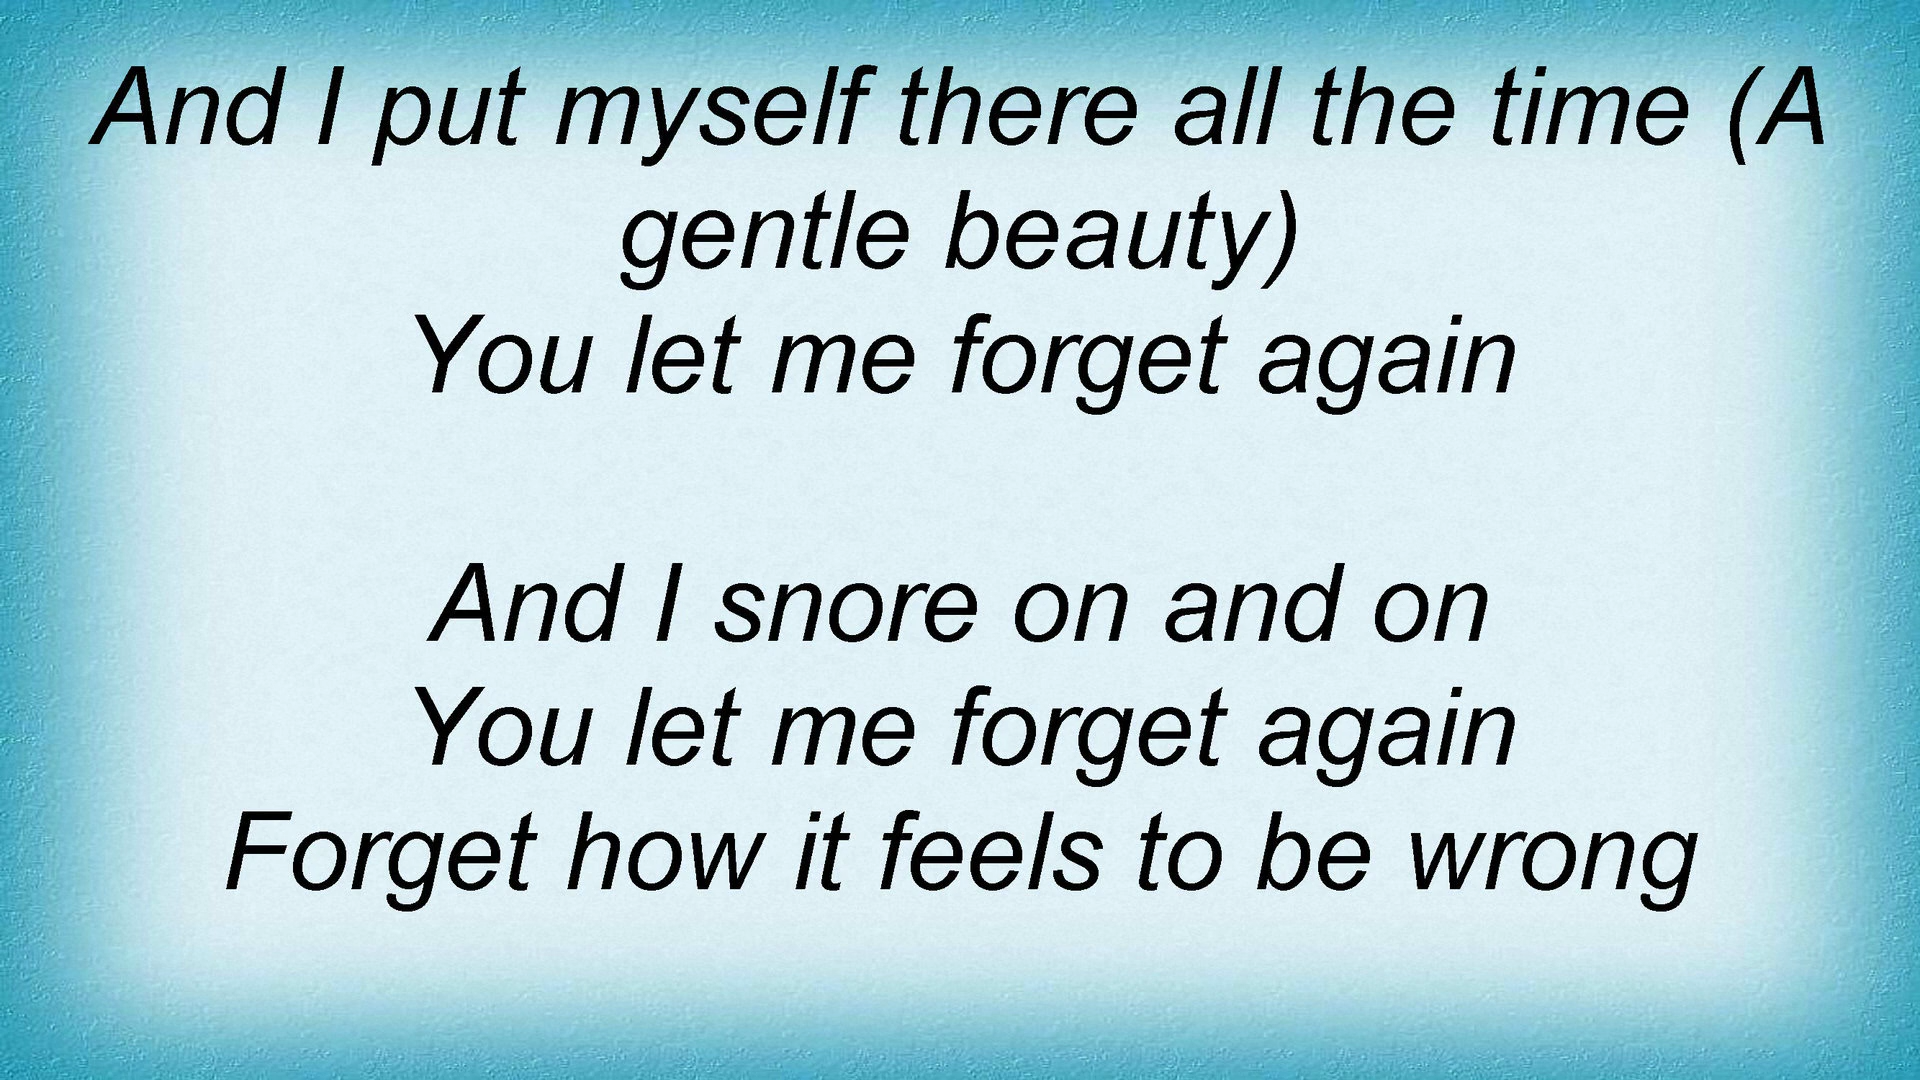 And I put myself there all the time (A
gentle beauty)
You let me forget again
And I snore on and on
You let me forget again
Forget how it feels to be wrong